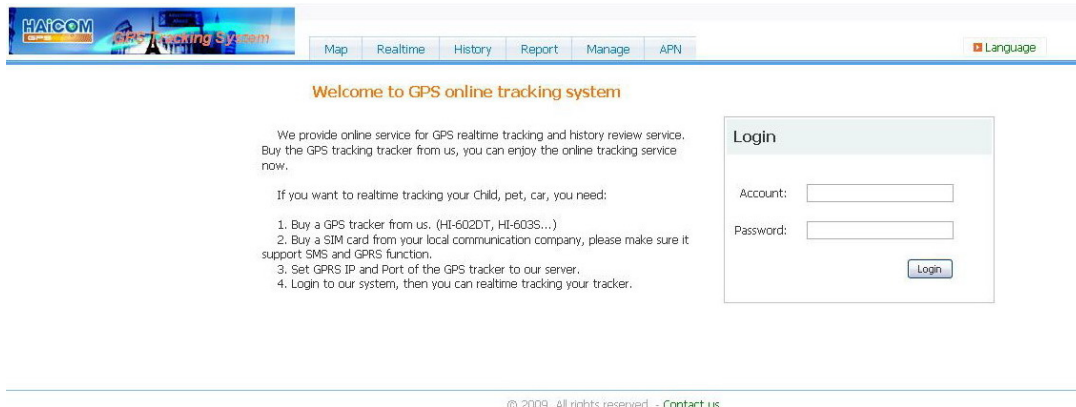 HAICOM
GPS
GPS Tracking System
Map Realtime History Report Manage APN
Language
Welcome to GPS online tracking system
We provide online service for GPS realtime tracking and history review service.
Buy the GPS tracking tracker from us, you can enjoy the online tracking service
now.
If you want to realtime tracking your Child, pet, car, you need:
1. Buy a GPS tracker from us. (HI-602DT, HI-603S...)
2. Buy a SIM card from your local communication company, please make sure it
support SMS and GPRS function.
3. Set GPRS IP and Port of the GPS tracker to our server.
4. Login to our system, then you can realtime tracking your tracker.
Login
Account:
Password:
Login
© 2009. All rights reserved. - Contact us